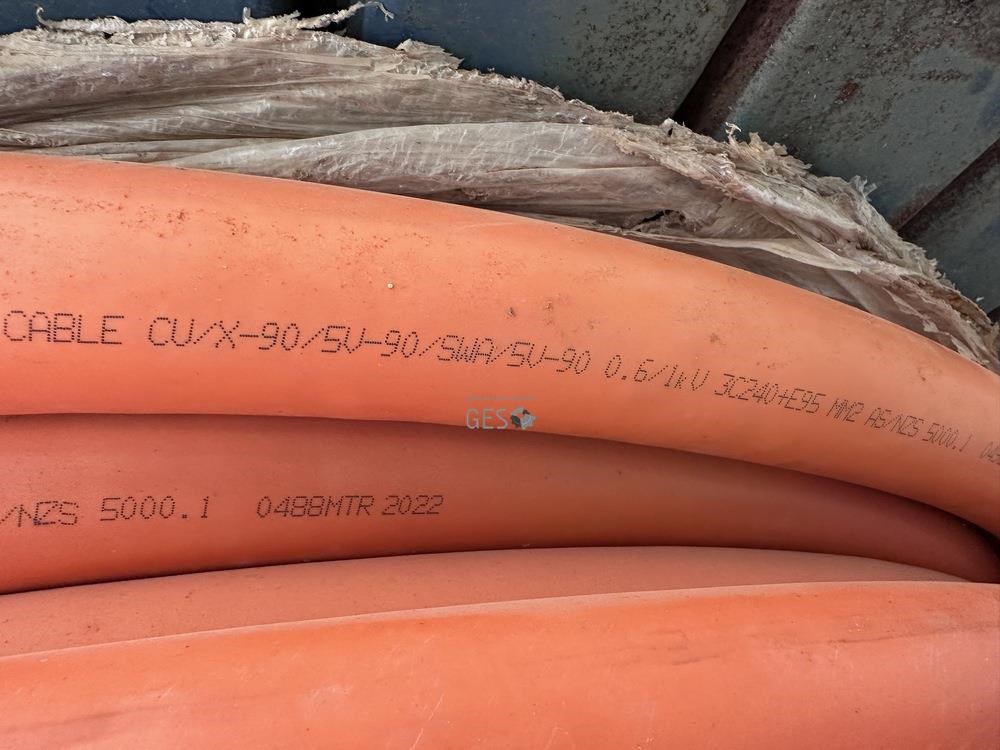 CABLE CU/X-90/5V-90/SWA/5V-90 0.6/1kV 3C240+E95 MM2 AS/NZS 5000.1
GES
/NZS 5000.1 0488MTR 2022